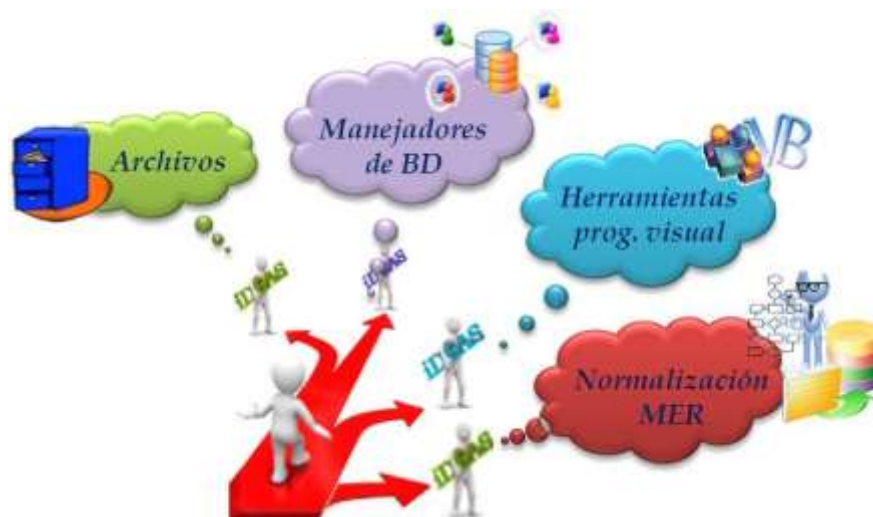 Archivos
Manejadores
de BD
VB
Herramientas
prog. visual
Normalización
MER
iDEAS
iDEAS
iDEAS
iDEAS